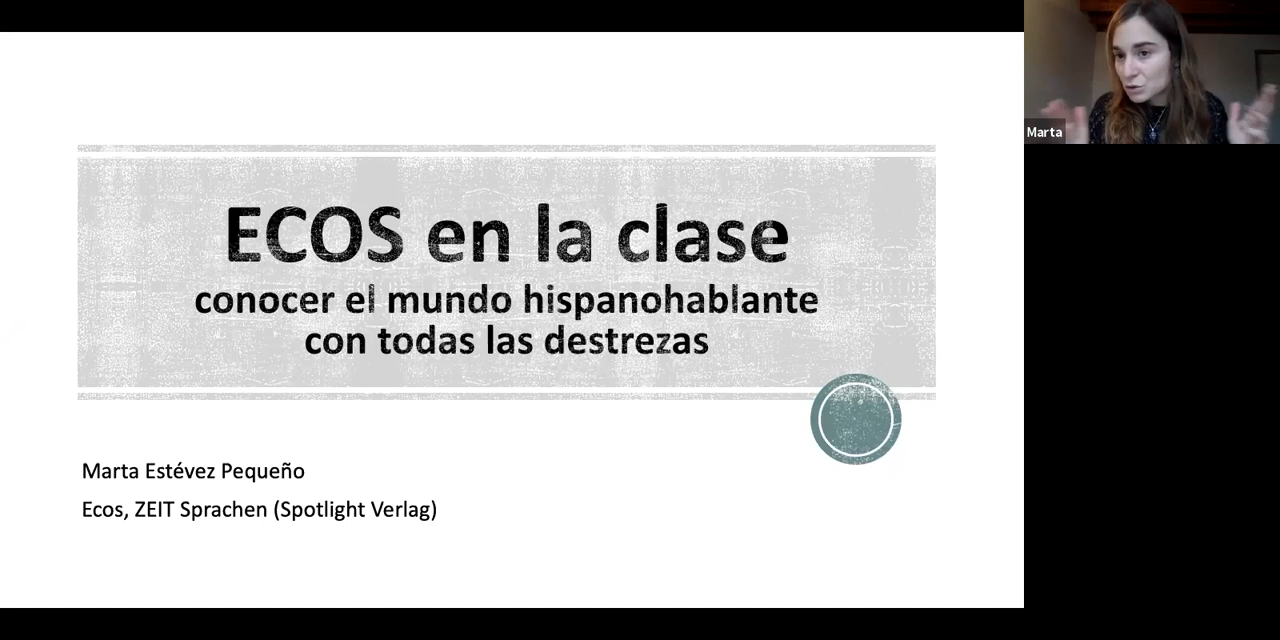 ECOS en la clase
conocer el mundo hispanohablante
con todas las destrezas
Marta Estévez Pequeño
Ecos, ZEIT Sprachen (Spotlight Verlag)
Marta